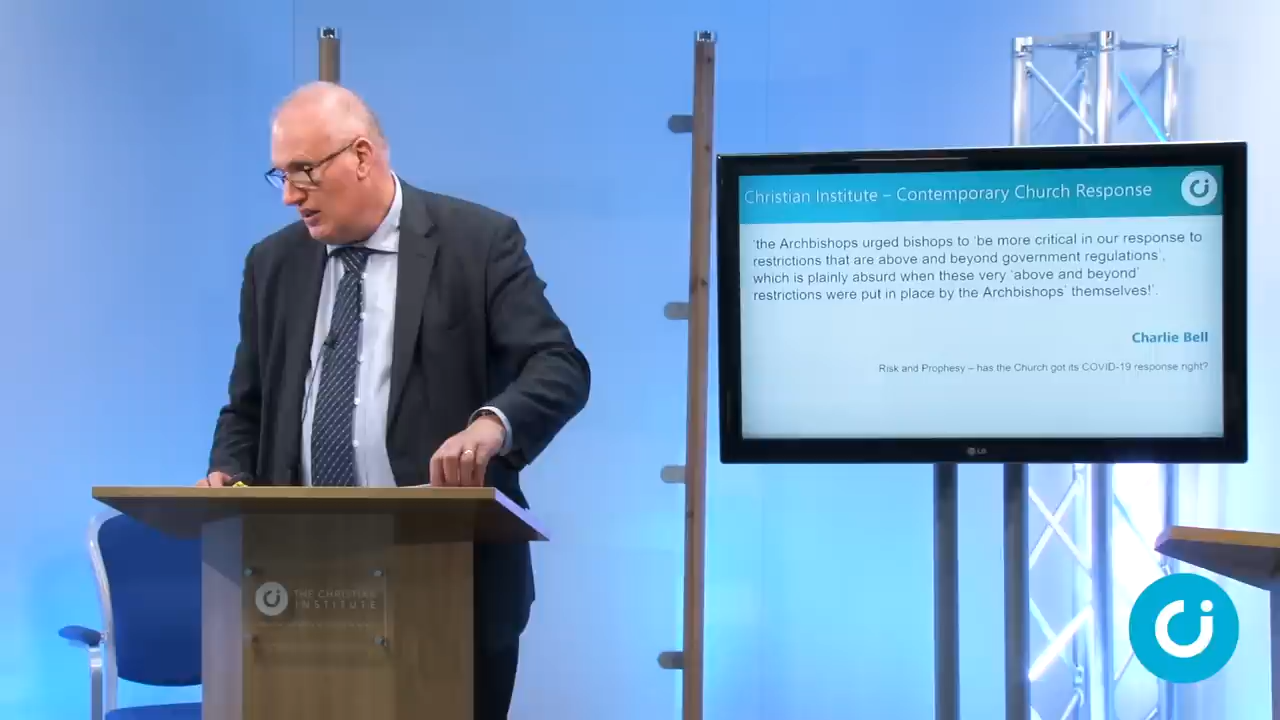 Christian Institute – Contemporary Church Response
'the Archbishops urged bishops to 'be more critical in our response to
restrictions that are above and beyond government regulations',
which is plainly absurd when these very 'above and beyond'
restrictions were put in place by the Archbishops' themselves!'.
Charlie Bell
Risk and Prophesy – has the Church got its COVID-19 response right?
LG
THE CHRISTIAN
INSTITUTE